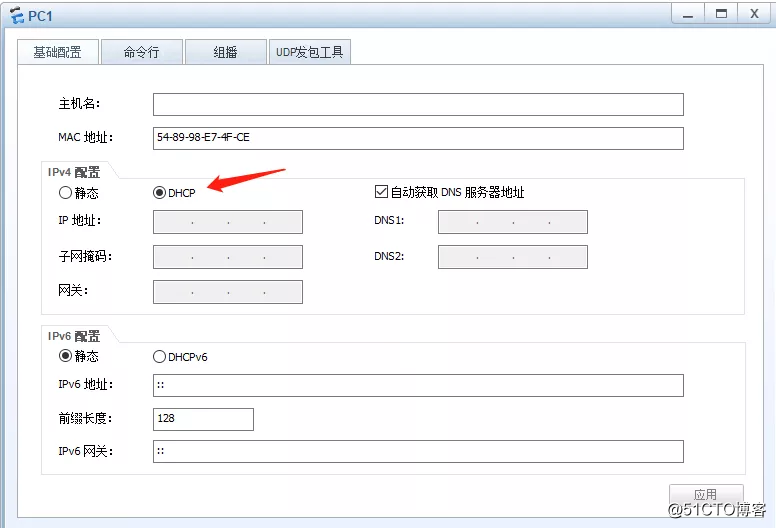 PC1
基础配置 命令行 组播 UDP发包工具
主机名:
MAC 地址: 54-89-98-E7-4F-CE
IPv4 配置
静态 DHCP 自动获取 DNS 服务器地址
IP 地址: . . . DNS1: . . .
子网掩码: . . . DNS2: . . .
网关: . . .
IPv6 配置
静态 DHCPv6
IPv6 地址: ::
前缀长度: 128
IPv6 网关: ::
应用
@51CTO博客